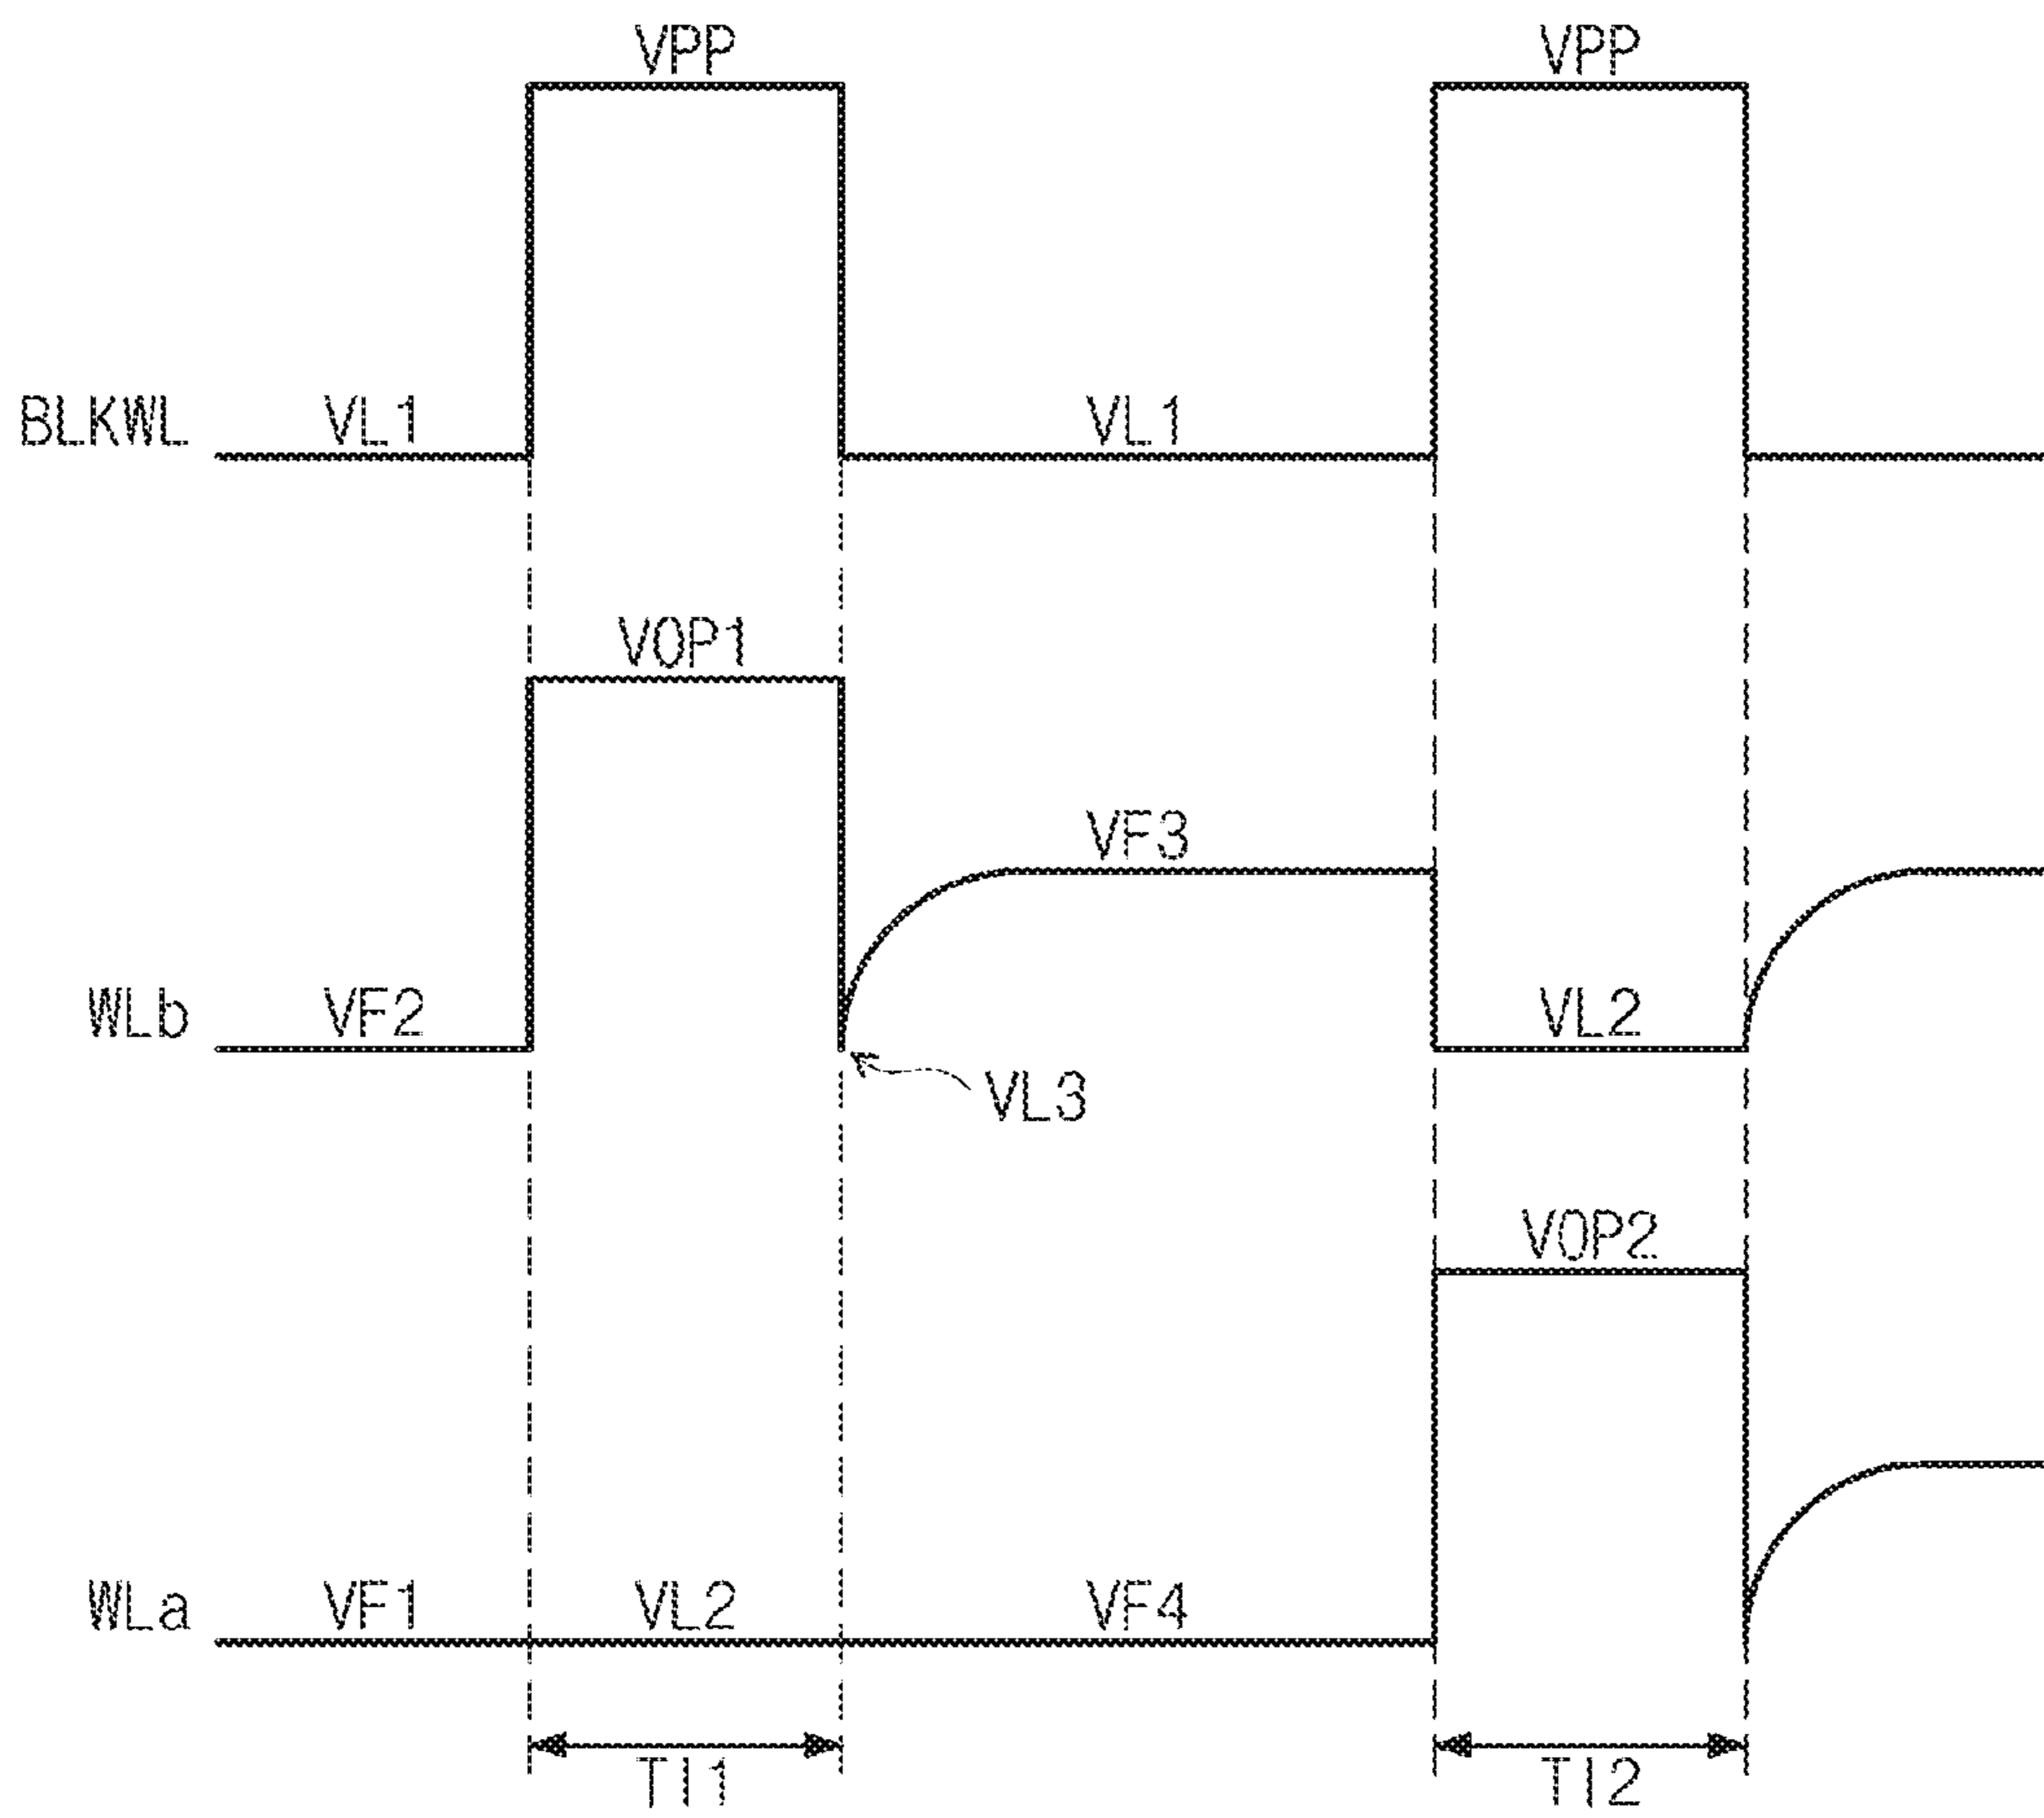 VPP VPP
BLKWL VL1 VL1
VOP1
VF3
WLb VF2 VL2
VL3
VOP2
WLa VF1 VL2 VF4
TI1 TI2